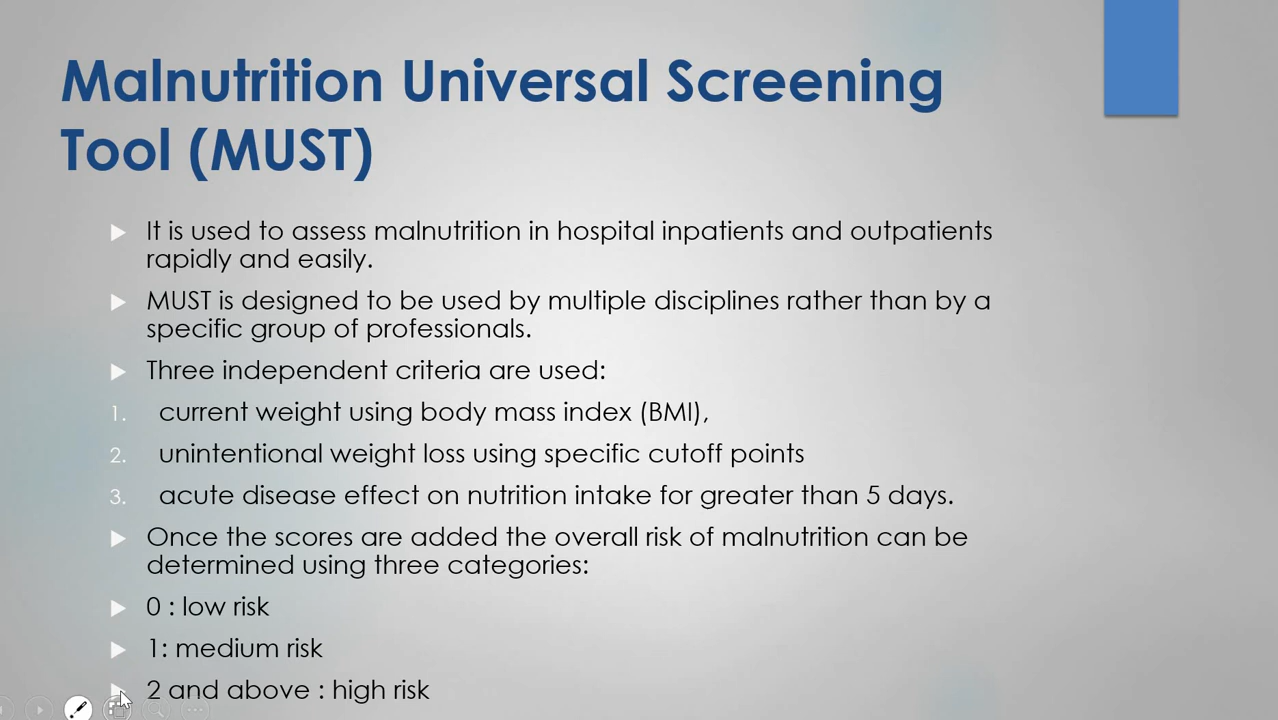 Malnutrition Universal Screening
Tool (MUST)
It is used to assess malnutrition in hospital inpatients and outpatients
rapidly and easily.
MUST is designed to be used by multiple disciplines rather than by a
specific group of professionals.
Three independent criteria are used:
1. current weight using body mass index (BMI),
2. unintentional weight loss using specific cutoff points
3. acute disease effect on nutrition intake for greater than 5 days.
Once the scores are added the overall risk of malnutrition can be
determined using three categories:
0 : low risk
1: medium risk
2 and above : high risk